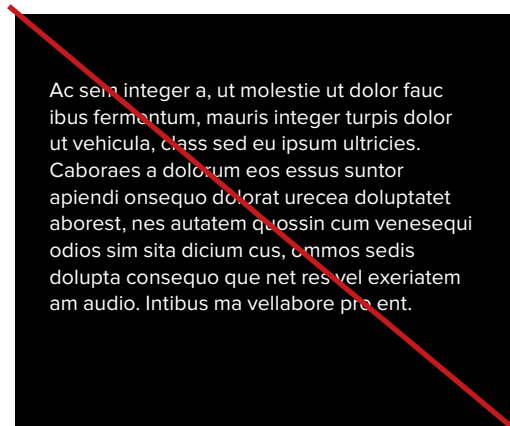 Ac sem integer a, ut molestie ut dolor fauc
ibus fermentum, mauris integer turpis dolor
ut vehicula, class sed eu ipsum ultricies.
Caboraes a dolorum eos essus suntor
apiendi onsequo dolorat urecea doluptatet
aborest, nes autatem quossin cum venesequi
odios sim sita dicium cus, ommos sedis
dolupta consequo que net res vel exeriatem
am audio. Intibus ma vellabore pro ent.